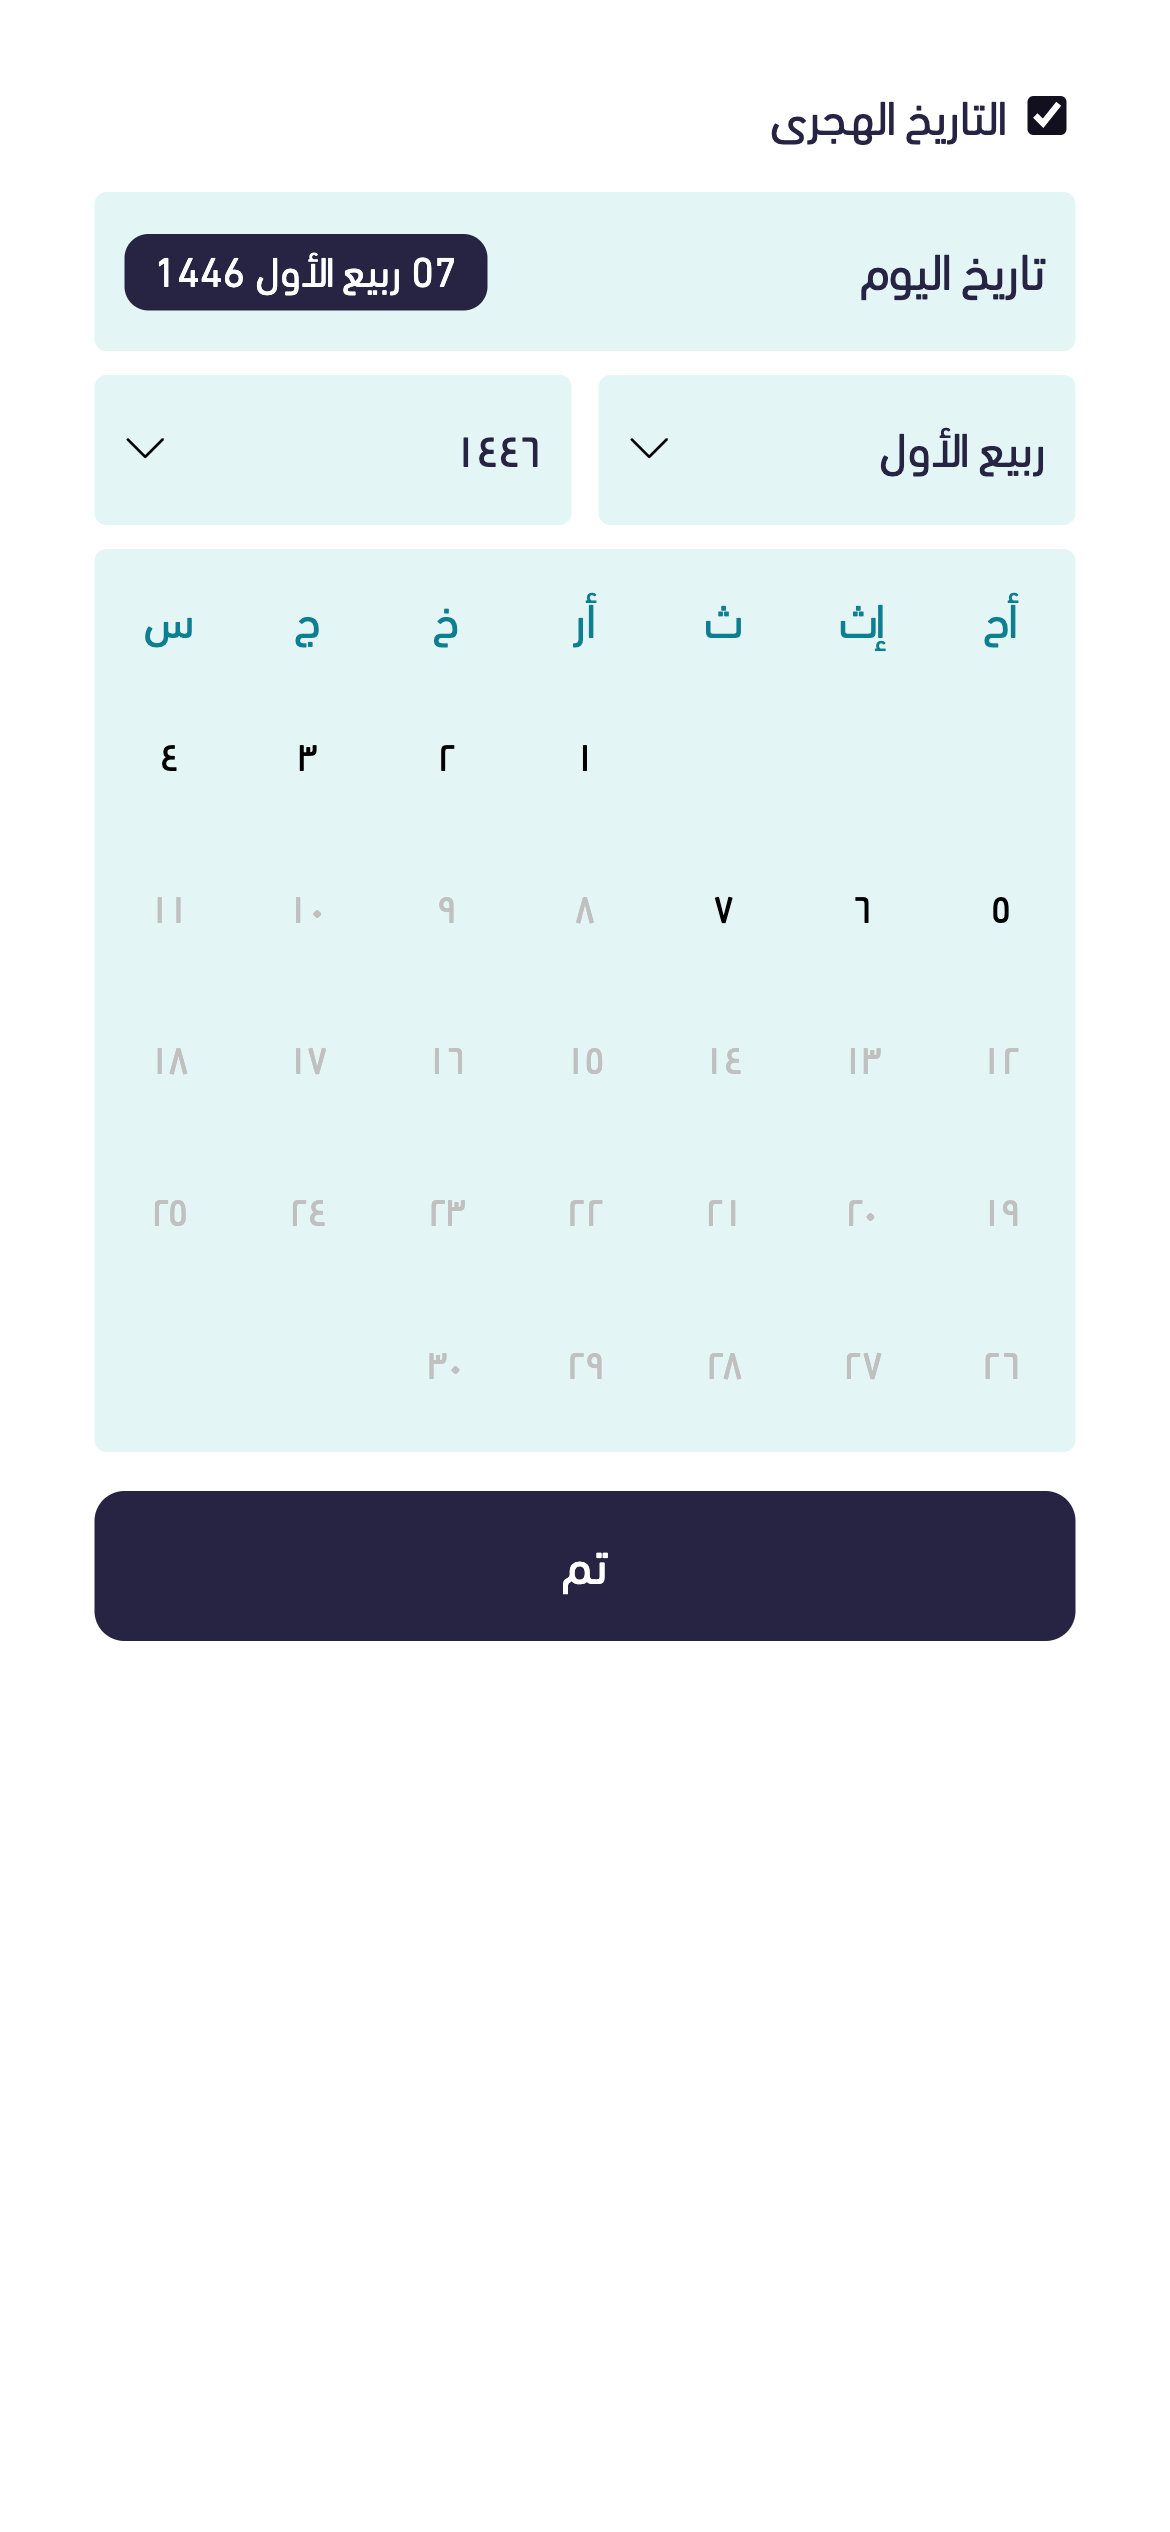 التاريخ الهجرى
تاريخ اليوم
07 ربيع الأول 1446
ربيع الأول
١٤٤٦
أح إث ث أر خ ج س
١ ٢ ٣ ٤
٥ ٦ ٧ ٨ ٩ ١٠ ١١
١٢ ١٣ ١٤ ١٥ ١٦ ١٧ ١٨
١٩ ٢٠ ٢١ ٢٢ ٢٣ ٢٤ ٢٥
٢٦ ٢٧ ٢٨ ٢٩ ٣٠
تم